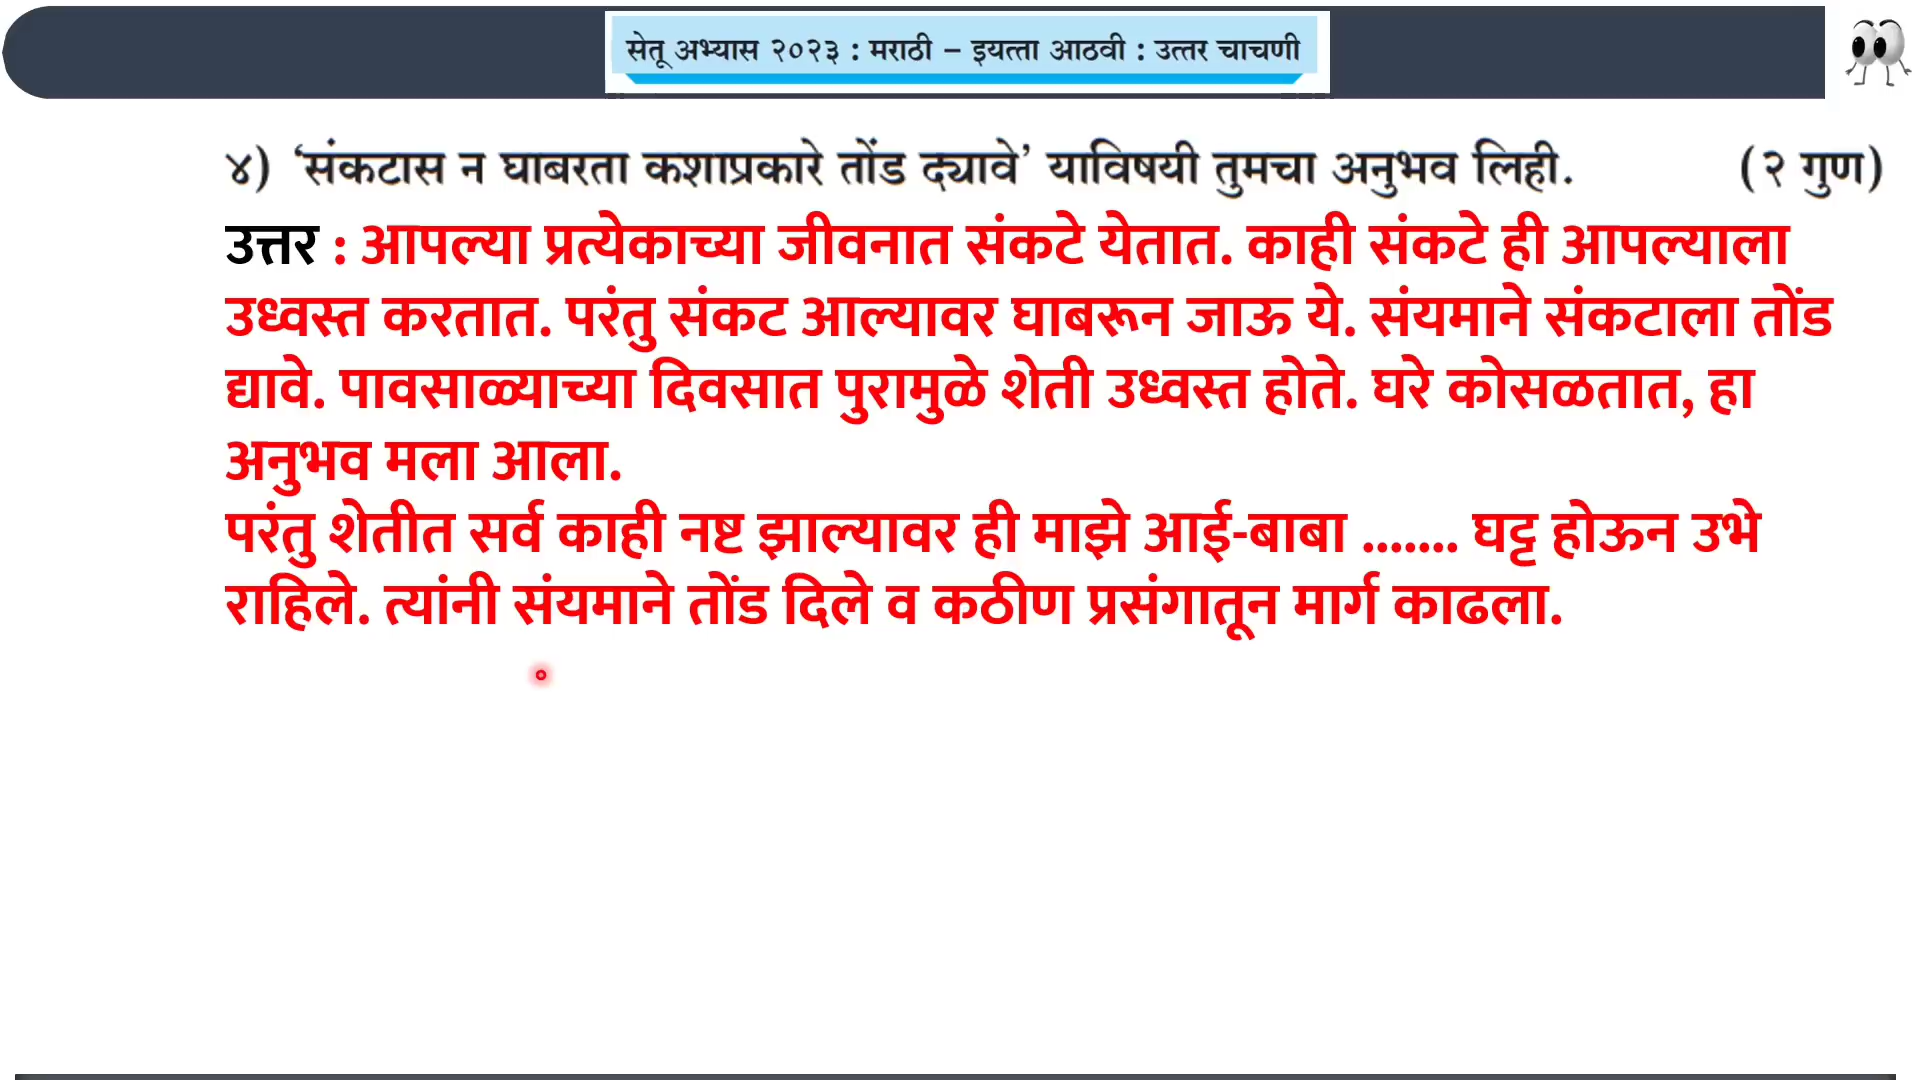 सेतू अभ्यास २०२३ : मराठी – इयत्ता आठवी : उत्तर चाचणी
४) ‘संकटास न घाबरता कशाप्रकारे तोंड द्यावे’ याविषयी तुमचा अनुभव लिही. (२ गुण)
उत्तर : आपल्या प्रत्येकाच्या जीवनात संकटे येतात. काही संकटे ही आपल्याला
उध्वस्त करतात. परंतु संकट आल्यावर घाबरून जाऊ ये. संयमाने संकटाला तोंड
द्यावे. पावसाळ्याच्या दिवसात पुरामुळे शेती उध्वस्त होते. घरे कोसळतात, हा
अनुभव मला आला.
परंतु शेतीत सर्व काही नष्ट झाल्यावर ही माझे आई-बाबा ....... घट्ट होऊन उभे
राहिले. त्यांनी संयमाने तोंड दिले व कठीण प्रसंगातून मार्ग काढला.